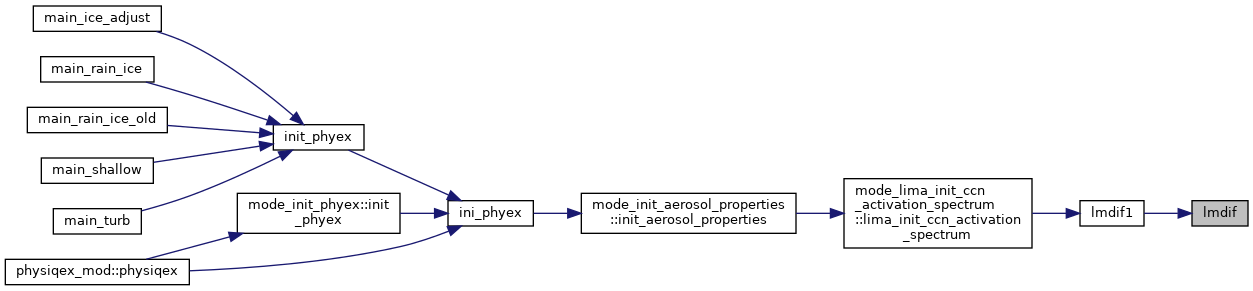 main_ice_adjust
main_rain_ice
main_rain_ice_old
main_shallow
main_turb
physiqex_mod::physiqex
init_phyex
mode_init_phyex::init
_phyex
ini_phyex
mode_init_aerosol_properties
::init_aerosol_properties
mode_lima_init_ccn
_activation_spectrum
::lima_init_ccn_activation
_spectrum
lmdif1
lmdif